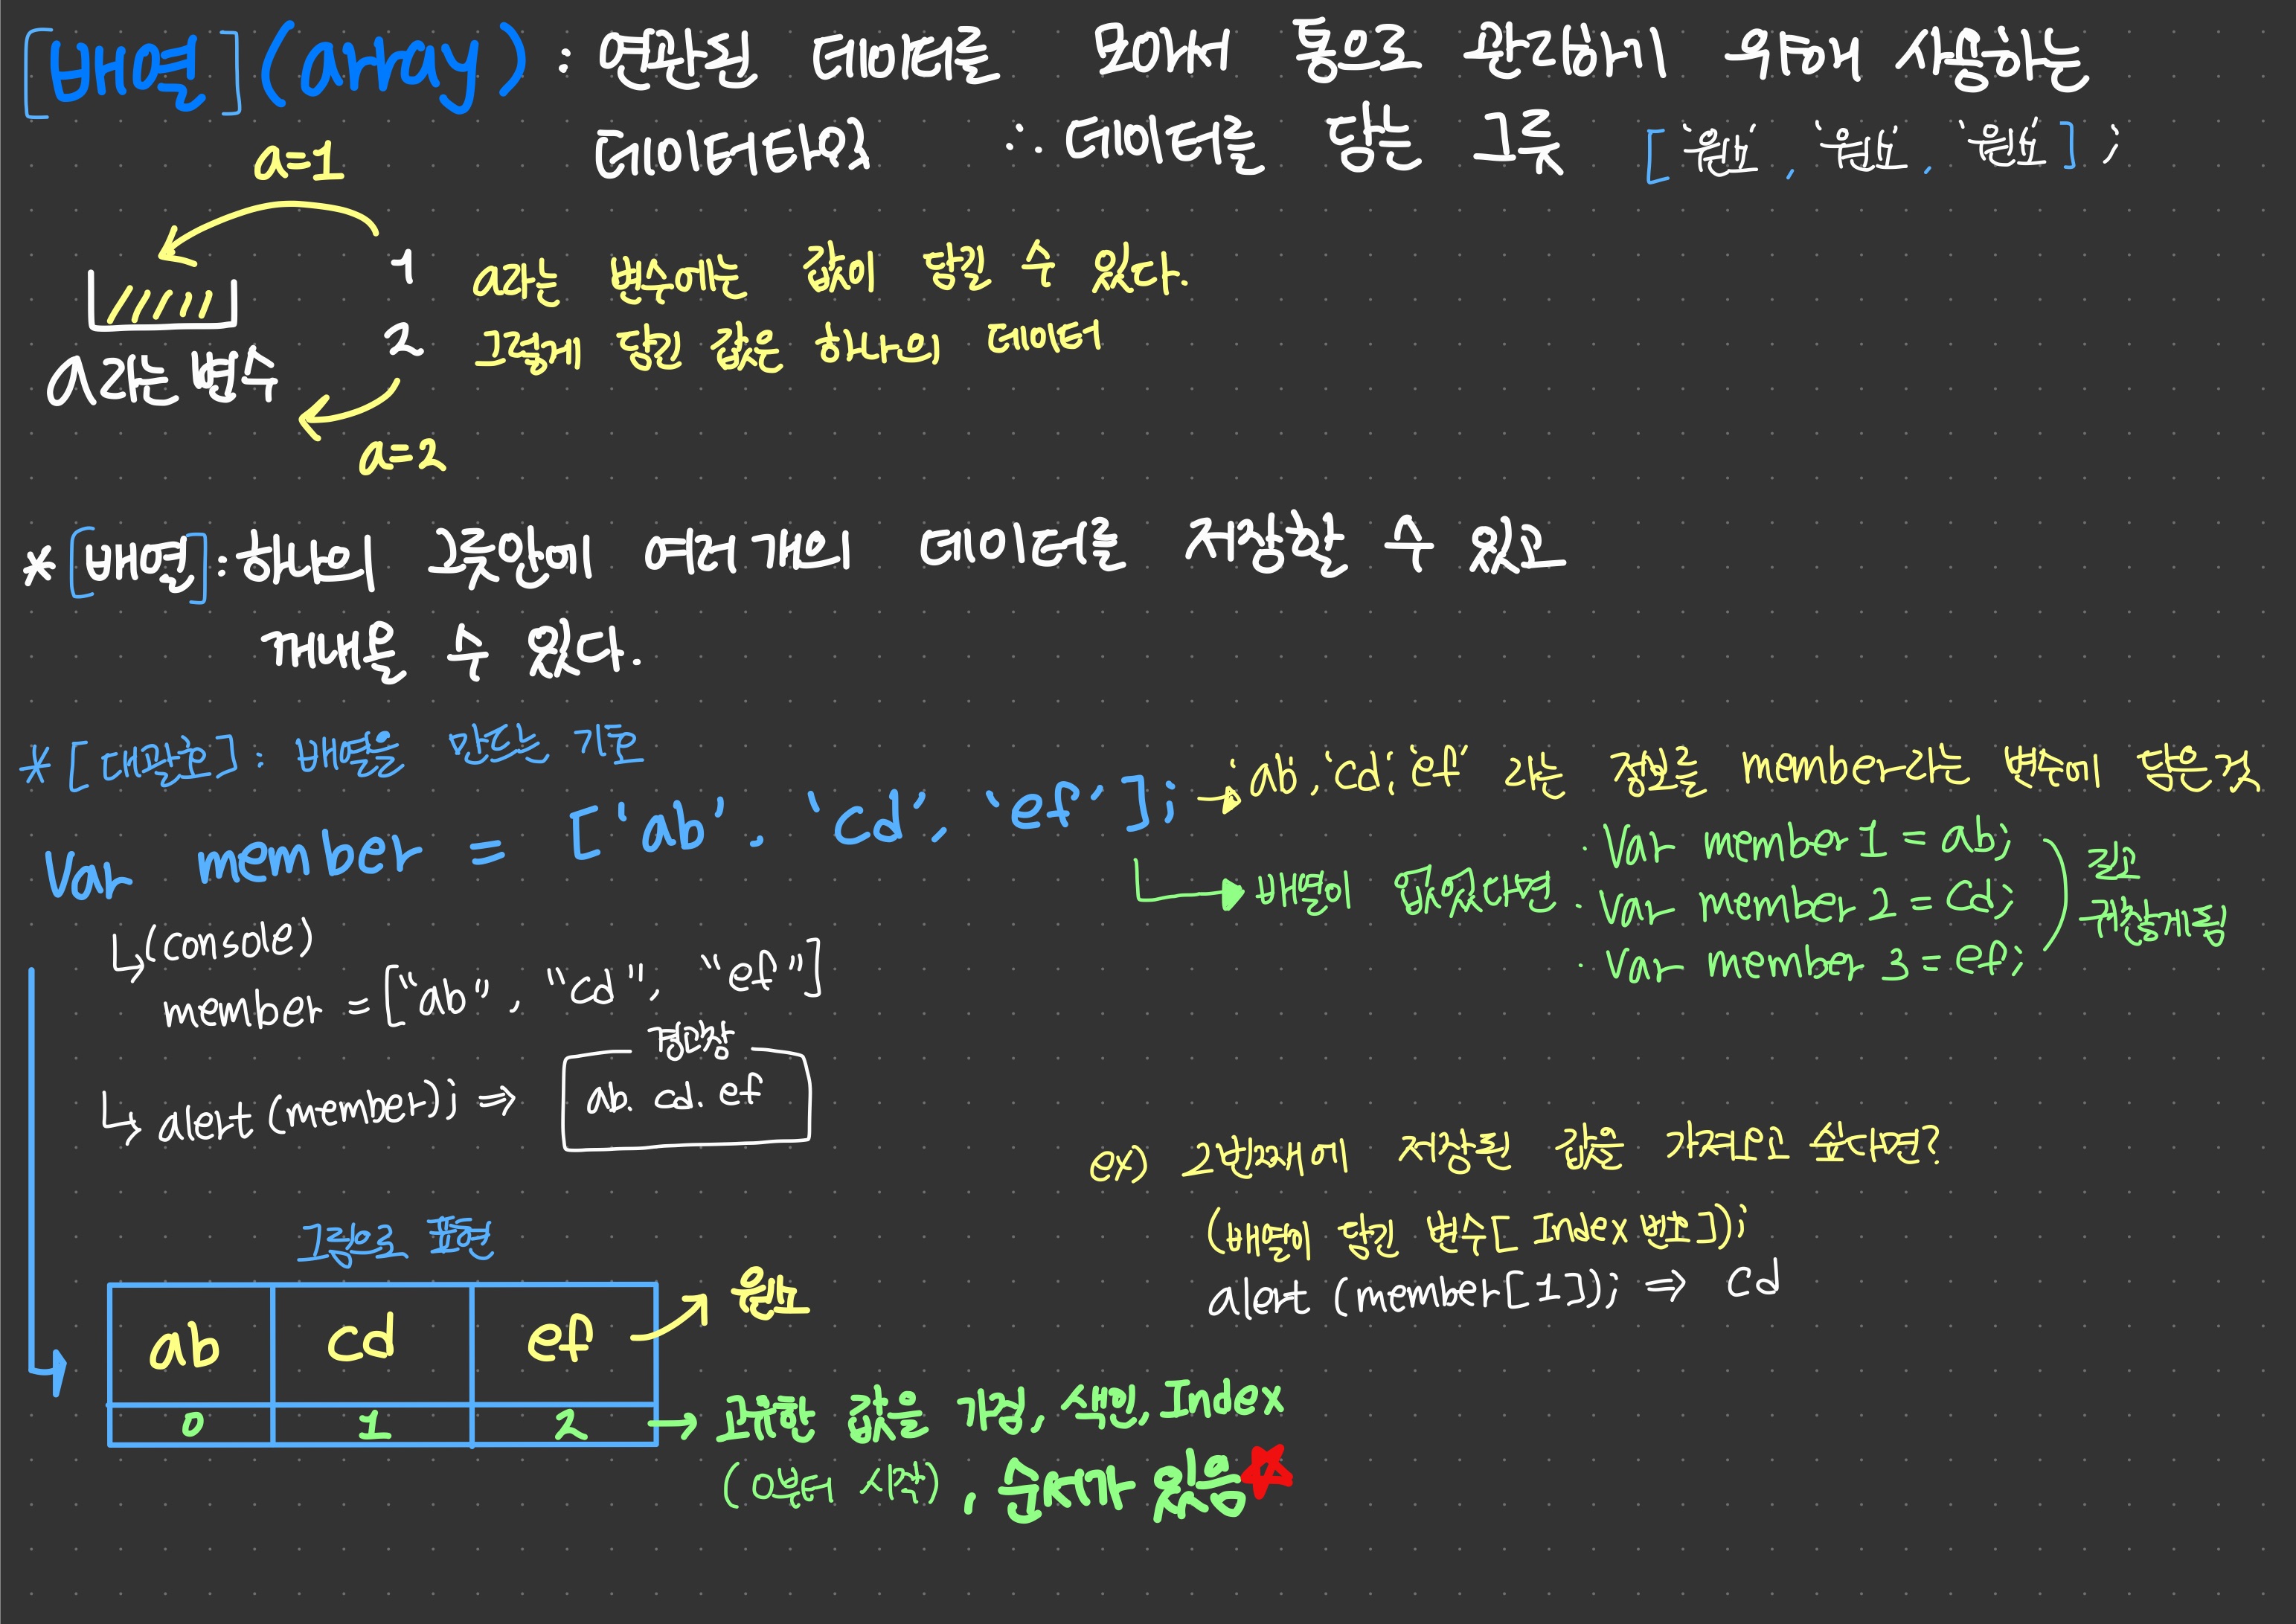 [배열](array) : 연관된 데이터를 모아서 통으로 관리하기 위해 사용하는
데이터타입 ∴ 데이터를 담는 그릇 ['원소', '원소', '원소'];
a=1
1 a라는 변수에는 값이 담길 수 있다.
2 그렇게 담긴 값은 하나의 데이터
a라는 변수
a=2
*[배열]: 하나의 그릇안에 여러개의 데이터를 저장할 수 있고
꺼내올 수 있다.
*[대괄호]: 배열을 만드는 기호
Var member = ['ab', 'cd', 'ef']; → 'ab','cd','ef' 라는 정보를 member라는 변수에 담은것
↳ 배열이 없었다면
· Var member1 = ab;
· Var member2 = cd;
· Var member3 = ef;
길고
귀찮게됨
↳(console)
member = ["ab", "cd", "ef"]
경고창
↳ alert (member); ⇒ ab. cd. ef
ex) 2번째에 저장된 값을 가져오고 싶다면?
(배열이 담긴 변수[Index 번호]);
alert (member[1]); ⇒ cd
그림으로 표현
ab cd ef → 원소
0 1 2 → 고유한 값을 가짐, 색인, Index
(0부터 시작), 순서가 있음☆